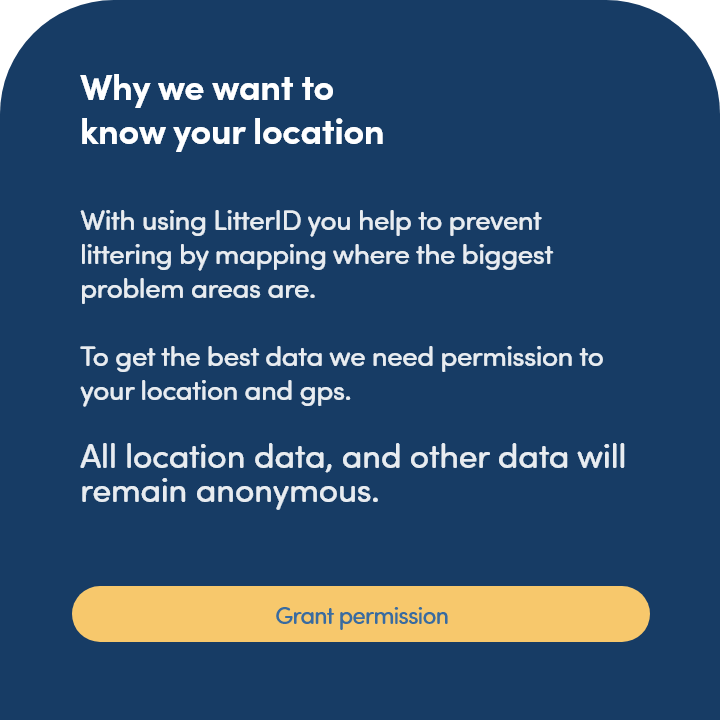 Why we want to
know your location
With using LitterID you help to prevent
littering by mapping where the biggest
problem areas are.
To get the best data we need permission to
your location and gps.
All location data, and other data will
remain anonymous.
Grant permission